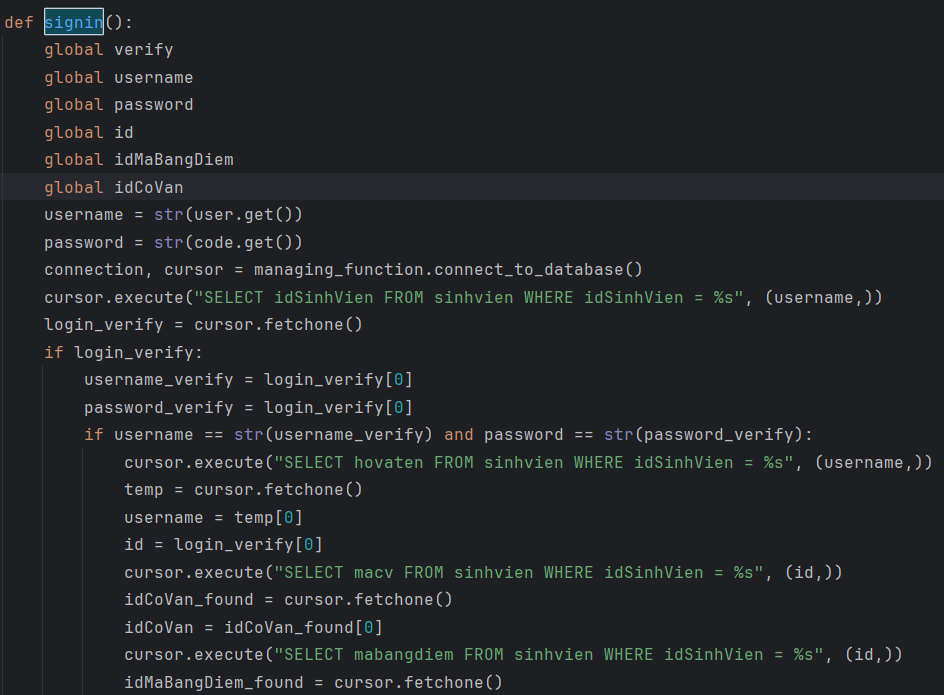 def signin():
    global verify
    global username
    global password
    global id
    global idMaBangDiem
    global idCoVan
    username = str(user.get())
    password = str(code.get())
    connection, cursor = managing_function.connect_to_database()
    cursor.execute("SELECT idSinhVien FROM sinhvien WHERE idSinhVien = %s", (username,))
    login_verify = cursor.fetchone()
    if login_verify:
        username_verify = login_verify[0]
        password_verify = login_verify[0]
        if username == str(username_verify) and password == str(password_verify):
            cursor.execute("SELECT hovaten FROM sinhvien WHERE idSinhVien = %s", (username,))
            temp = cursor.fetchone()
            username = temp[0]
            id = login_verify[0]
            cursor.execute("SELECT macv FROM sinhvien WHERE idSinhVien = %s", (id,))
            idCoVan_found = cursor.fetchone()
            idCoVan = idCoVan_found[0]
            cursor.execute("SELECT mabangdiem FROM sinhvien WHERE idSinhVien = %s", (id,))
            idMaBangDiem_found = cursor.fetchone()